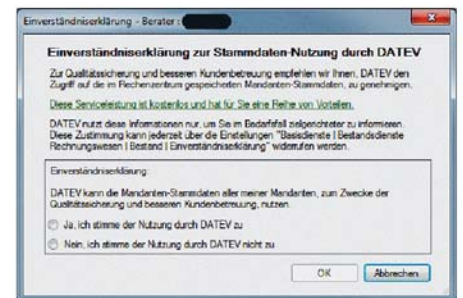 Einverständniserklärung - Berater:
Einverständniserklärung zur Stammdaten-Nutzung durch DATEV
Zur Qualitätssicherung und besseren Kundenbetreuung empfehlen wir Ihnen, DATEV den
Zugriff auf die im Rechenzentrum gespeicherten Mandanten-Stammdaten, zu genehmigen.
Diese Serviceleistung ist kostenlos und hat für Sie eine Reihe von Vorteilen.
DATEV nutzt diese Informationen nur, um Sie im Bedarfsfall zielgerichteter zu informieren.
Diese Zustimmung kann jederzeit über die Einstellungen "Basisdienste | Bestandsdienste
Rechnungswesen | Bestand | Einverständniserklärung" widerrufen werden.
Einverständniserklärung:
DATEV kann die Mandanten-Stammdaten aller meiner Mandanten, zum Zwecke der
Qualitätssicherung und besseren Kundenbetreuung, nutzen.
Ja, ich stimme der Nutzung durch DATEV zu
Nein, ich stimme der Nutzung durch DATEV nicht zu
OK Abbrechen